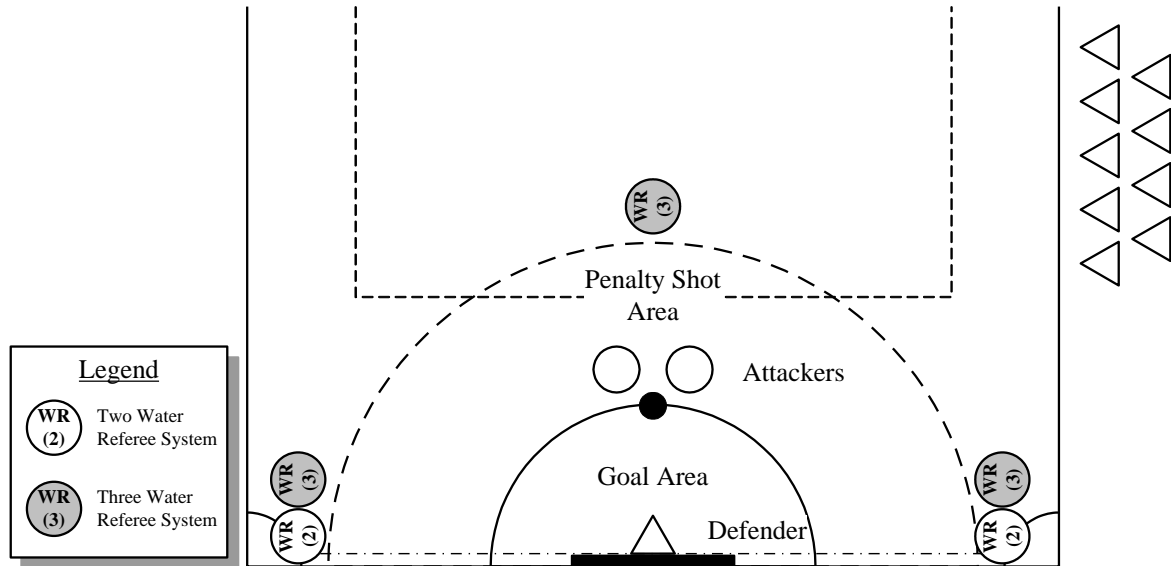 WR
(3)
Penalty Shot
Area
Attackers
Legend
WR
(2)
Two Water
Referee System
WR
(3)
Three Water
Referee System
WR
(3)
WR
(2)
Goal Area
Defender
WR
(3)
WR
(2)